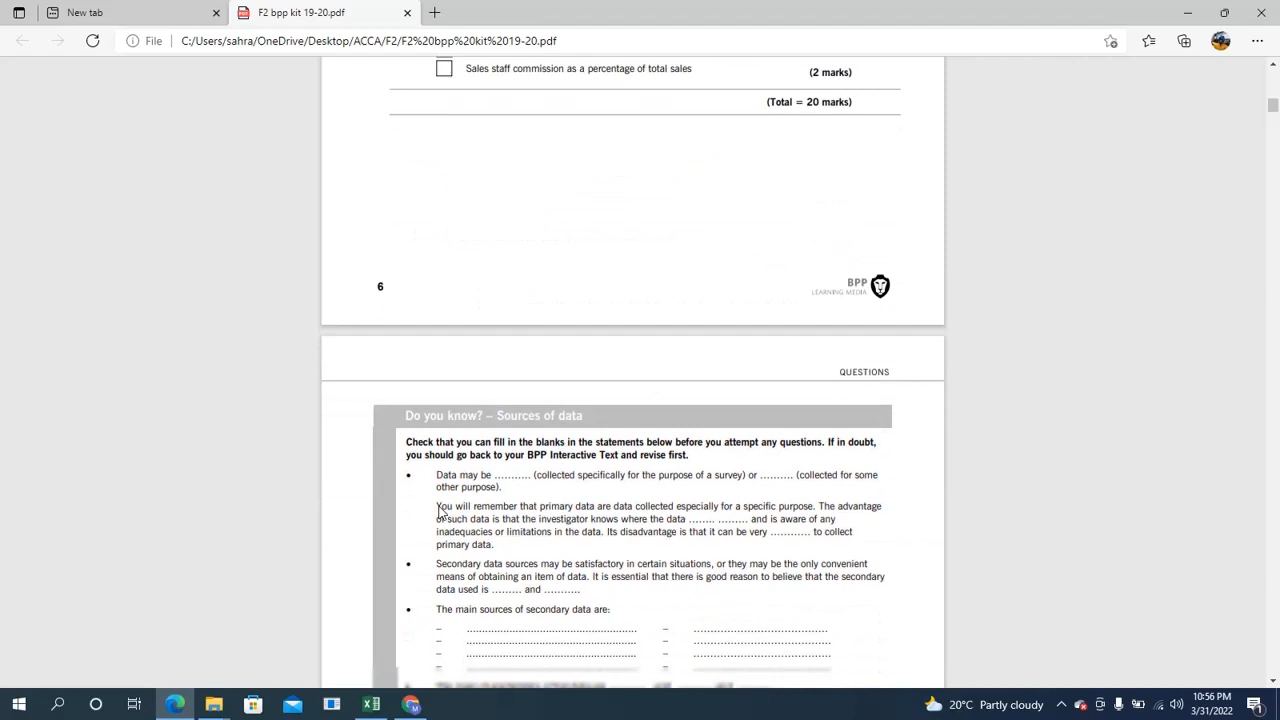 New tab
F2 bpp kit 19-20.pdf
File
C:/Users/sahra/OneDrive/Desktop/ACCA/F2/F2%20bpp%20kit%2019-20.pdf
Sales staff commission as a percentage of total sales
(2 marks)
(Total = 20 marks)
6
BPP
LEARNING MEDIA
QUESTIONS
Do you know? – Sources of data
Check that you can fill in the blanks in the statements below before you attempt any questions. If in doubt,
you should go back to your BPP Interactive Text and revise first.
• Data may be ........... (collected specifically for the purpose of a survey) or .......... (collected for some
other purpose).
You will remember that primary data are data collected especially for a specific purpose. The advantage
of such data is that the investigator knows where the data ........ ......... and is aware of any
inadequacies or limitations in the data. Its disadvantage is that it can be very ............ to collect
primary data.
• Secondary data sources may be satisfactory in certain situations, or they may be the only convenient
means of obtaining an item of data. It is essential that there is good reason to believe that the secondary
data used is ......... and ...........
• The main sources of secondary data are:
– ........................................................ – ............................................
– ........................................................ – .............................................
– ........................................................ – .............................................
– ........................................................ – .............................................
20°C Partly cloudy
10:56 PM
3/31/2022